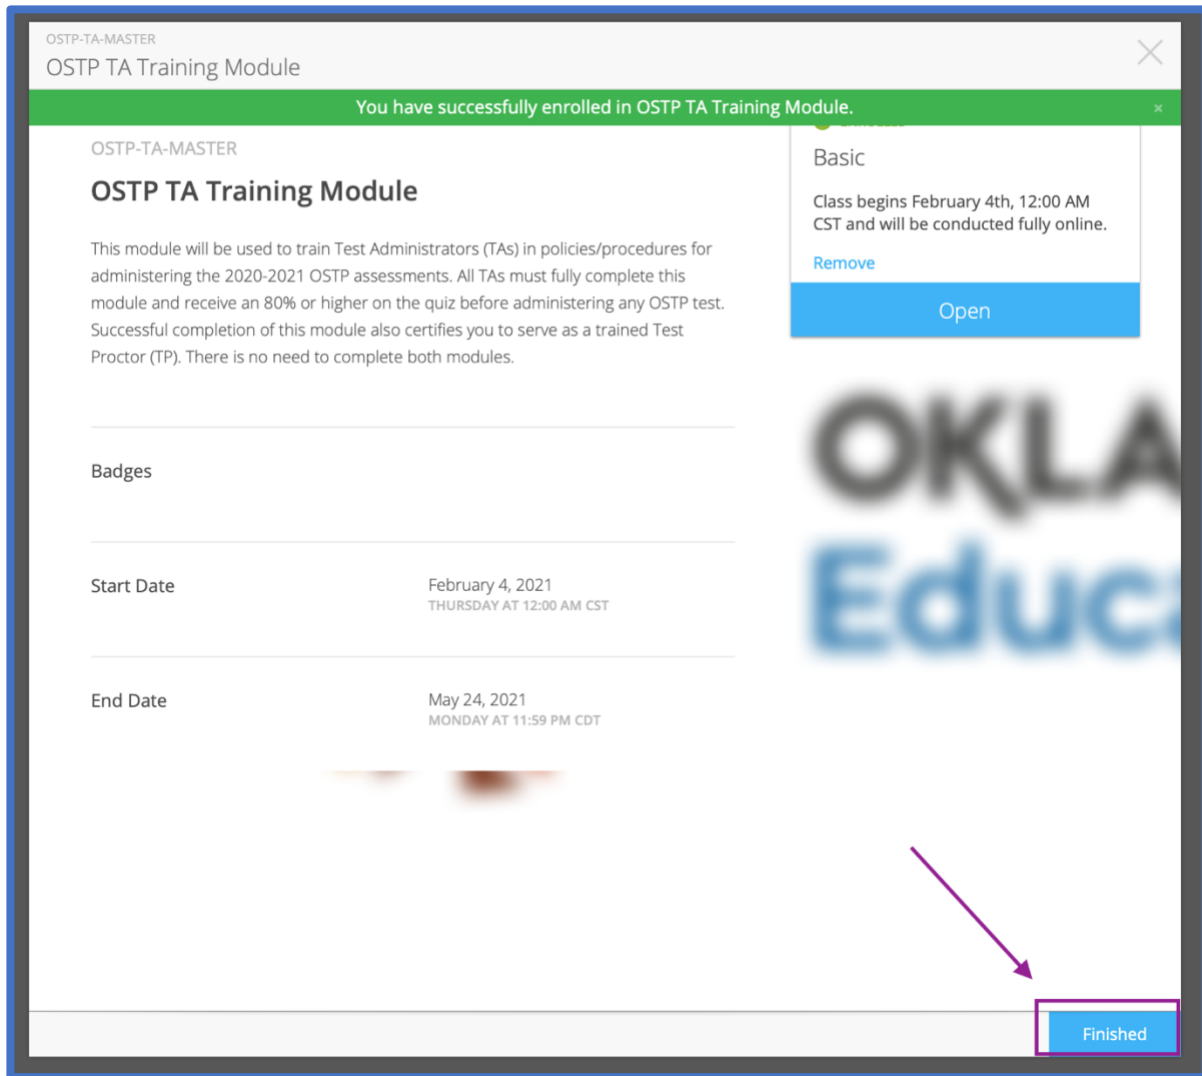 OSTP-TA-MASTER
OSTP TA Training Module
You have successfully enrolled in OSTP TA Training Module.
OSTP-TA-MASTER
OSTP TA Training Module
This module will be used to train Test Administrators (TAs) in policies/procedures for
administering the 2020-2021 OSTP assessments. All TAs must fully complete this
module and receive an 80% or higher on the quiz before administering any OSTP test.
Successful completion of this module also certifies you to serve as a trained Test
Proctor (TP). There is no need to complete both modules.
Badges
Start Date
February 4, 2021
THURSDAY AT 12:00 AM CST
End Date
May 24, 2021
MONDAY AT 11:59 PM CDT
Basic
Class begins February 4th, 12:00 AM
CST and will be conducted fully online.
Remove
Open
OKLA
Educa
Finished